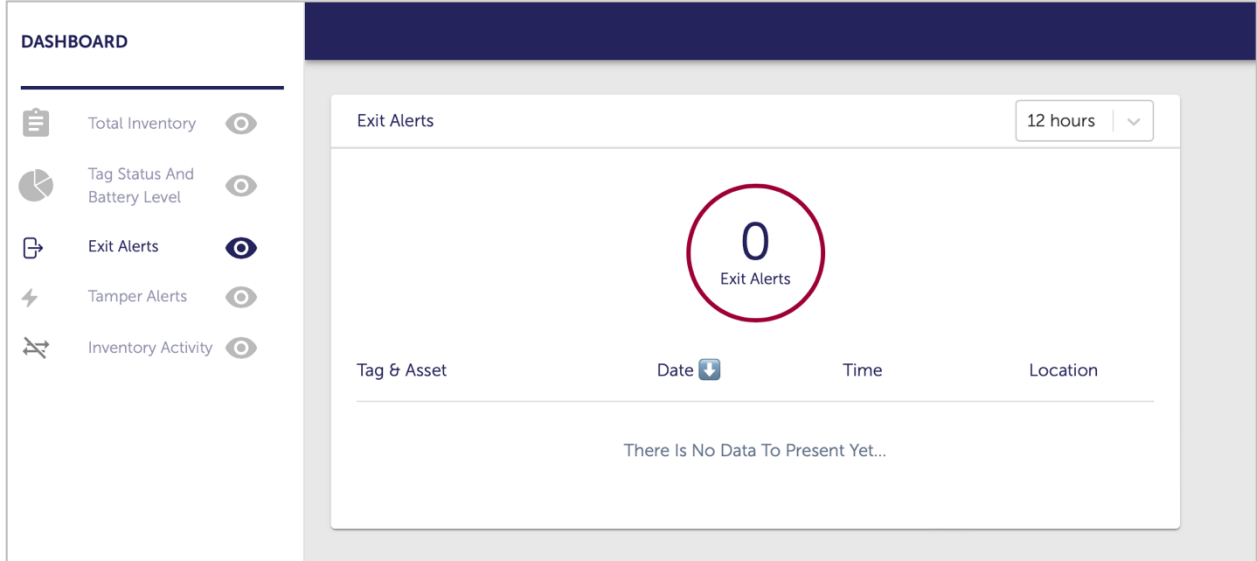 DASHBOARD
Total Inventory
Tag Status And
Battery Level
Exit Alerts
Tamper Alerts
Inventory Activity
Exit Alerts
12 hours
0
Exit Alerts
Tag & Asset Date Time Location
There Is No Data To Present Yet...